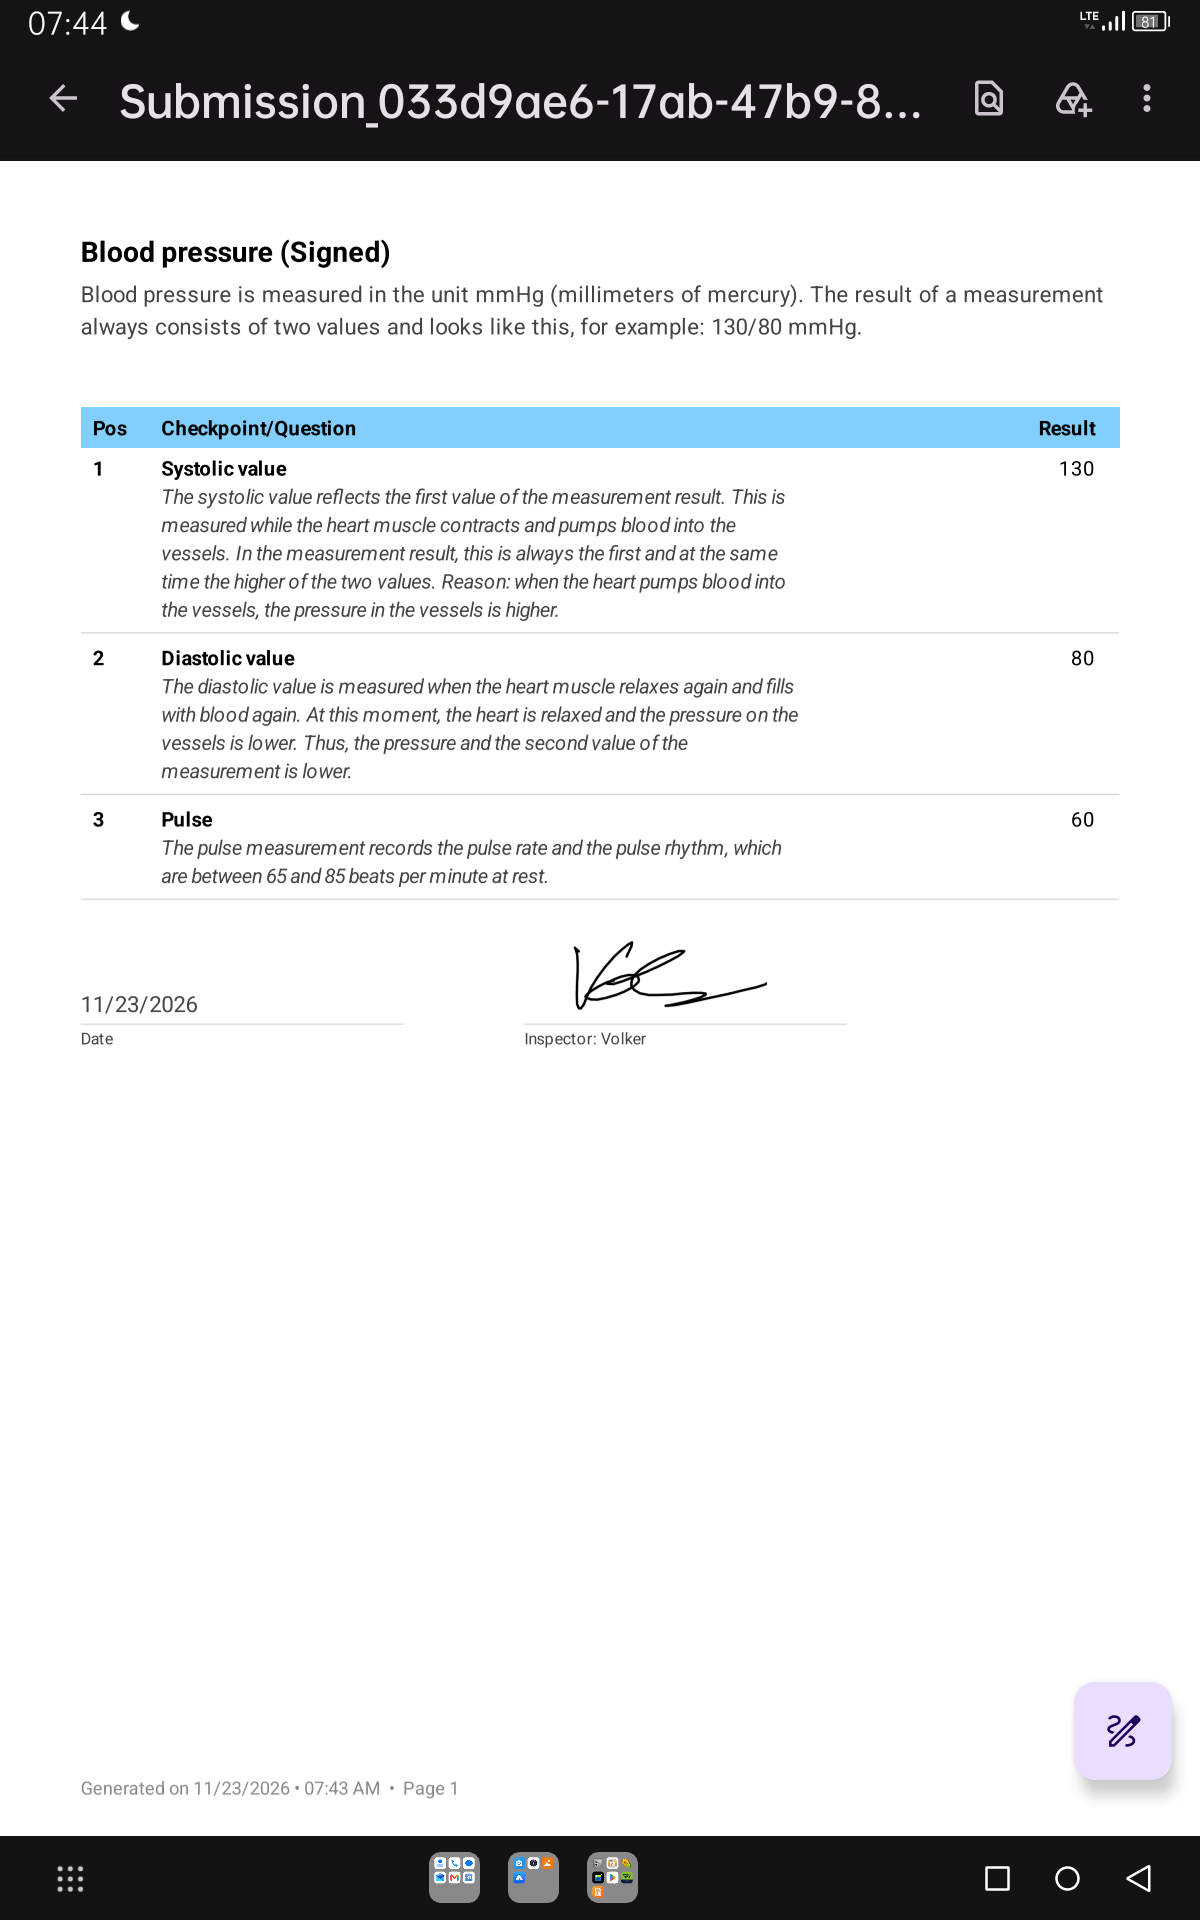 07:44
LTE
81
Submission_033d9ae6-17ab-47b9-8...
Blood pressure (Signed)
Blood pressure is measured in the unit mmHg (millimeters of mercury). The result of a measurement
always consists of two values and looks like this, for example: 130/80 mmHg.
Pos Checkpoint/Question Result
1 Systolic value 130
The systolic value reflects the first value of the measurement result. This is
measured while the heart muscle contracts and pumps blood into the
vessels. In the measurement result, this is always the first and at the same
time the higher of the two values. Reason: when the heart pumps blood into
the vessels, the pressure in the vessels is higher.
2 Diastolic value 80
The diastolic value is measured when the heart muscle relaxes again and fills
with blood again. At this moment, the heart is relaxed and the pressure on the
vessels is lower. Thus, the pressure and the second value of the
measurement is lower.
3 Pulse 60
The pulse measurement records the pulse rate and the pulse rhythm, which
are between 65 and 85 beats per minute at rest.
11/23/2026
Date
Inspector: Volker
Generated on 11/23/2026 • 07:43 AM • Page 1